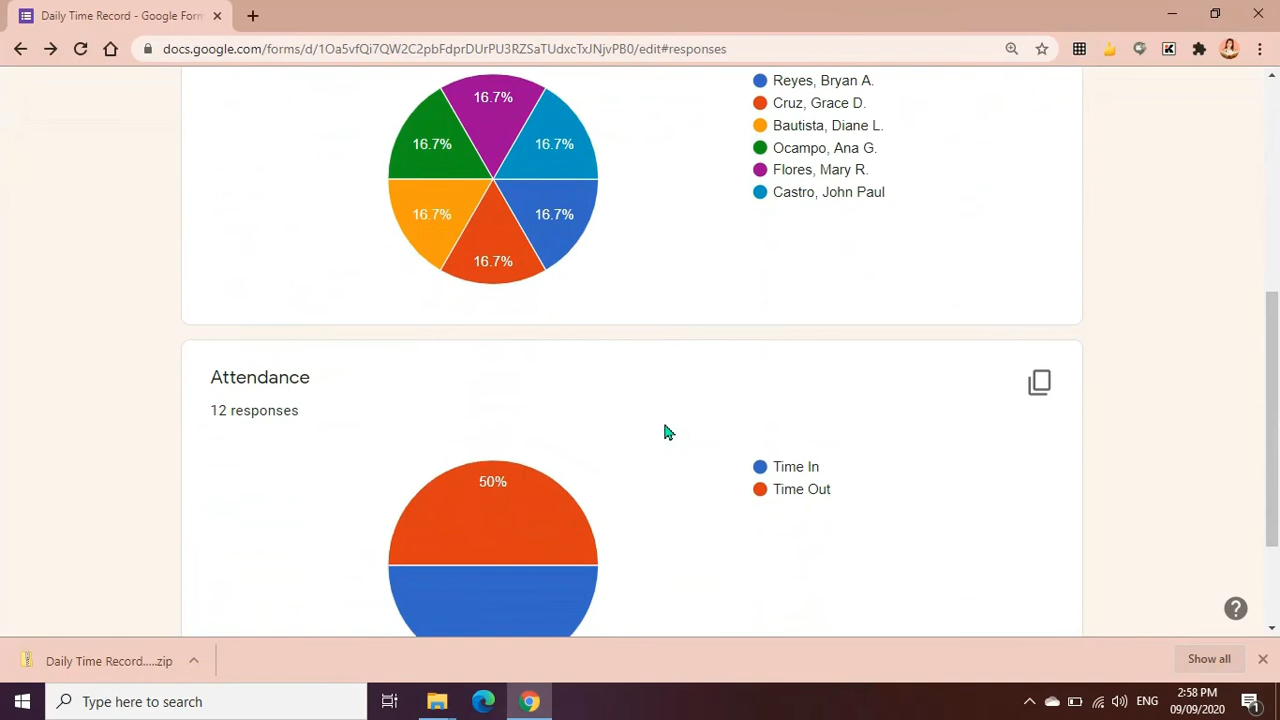 Daily Time Record - Google Form
docs.google.com/forms/d/1Oa5vfQi7QW2C2pbFdprDUrPU3RZSaTUdxcTxJNjvPB0/edit#responses
16.7%
16.7%
16.7%
16.7%
16.7%
16.7%
Reyes, Bryan A.
Cruz, Grace D.
Bautista, Diane L.
Ocampo, Ana G.
Flores, Mary R.
Castro, John Paul
Attendance
12 responses
50%
Time In
Time Out
Daily Time Record.....zip
Show all
Type here to search
ENG
2:58 PM
09/09/2020
1